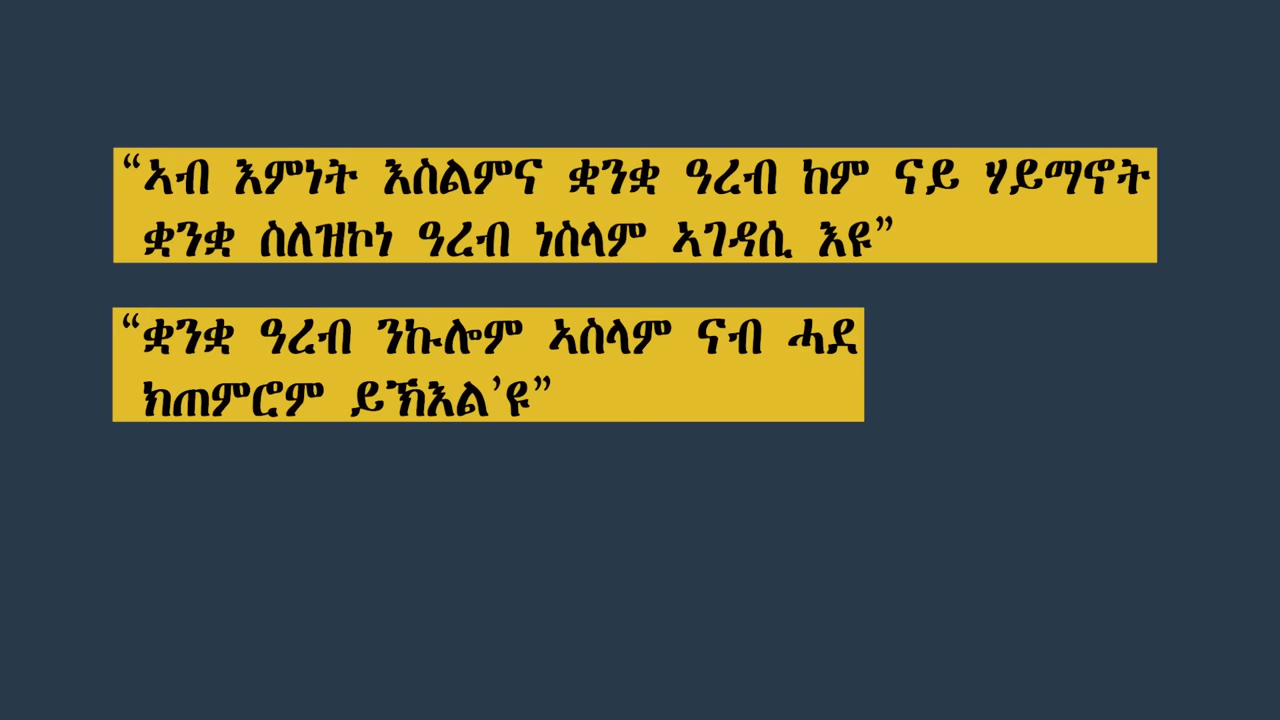 “ኣብ እምነት እስልምና ቋንቋ ዓረብ ከም ናይ ሃይማኖት
ቋንቋ ስለዝኮነ ዓረብ ነስላም ኣገዳሲ እዩ”
“ቋንቋ ዓረብ ንኩሎም ኣስላም ናብ ሓደ
ክጠምሮም ይኽእል’ዩ”